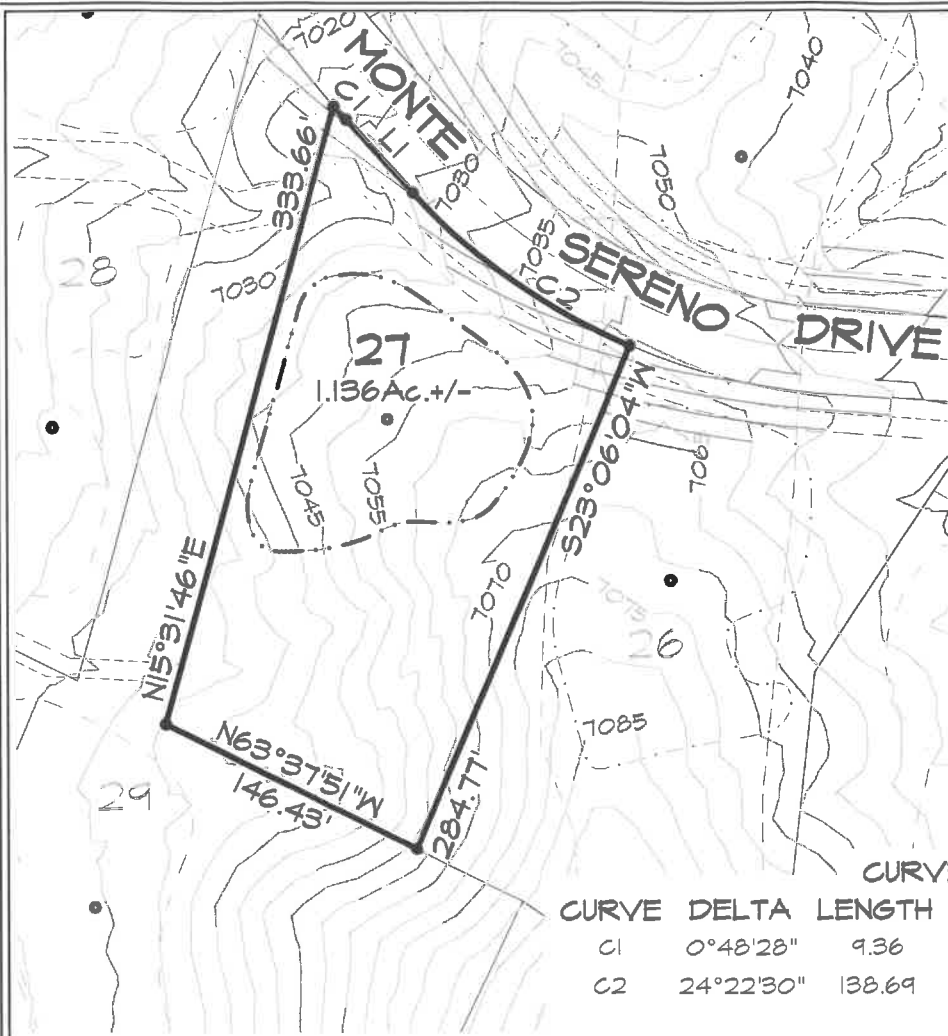 7020
MONTE
7045
7040
C1
L1
333.66'
7030
7050
7035
SERENO
28
7030
C2
DRIVE
27
1.136Ac.+/-
S23°06'04"W
7045
7055
N15°31'46"E
7070
7075
26
N63°37'51"W
7085
29
146.43'
284.77'
CURVE DELTA LENGTH
C1 0°48'28" 9.36
C2 24°22'30" 138.69